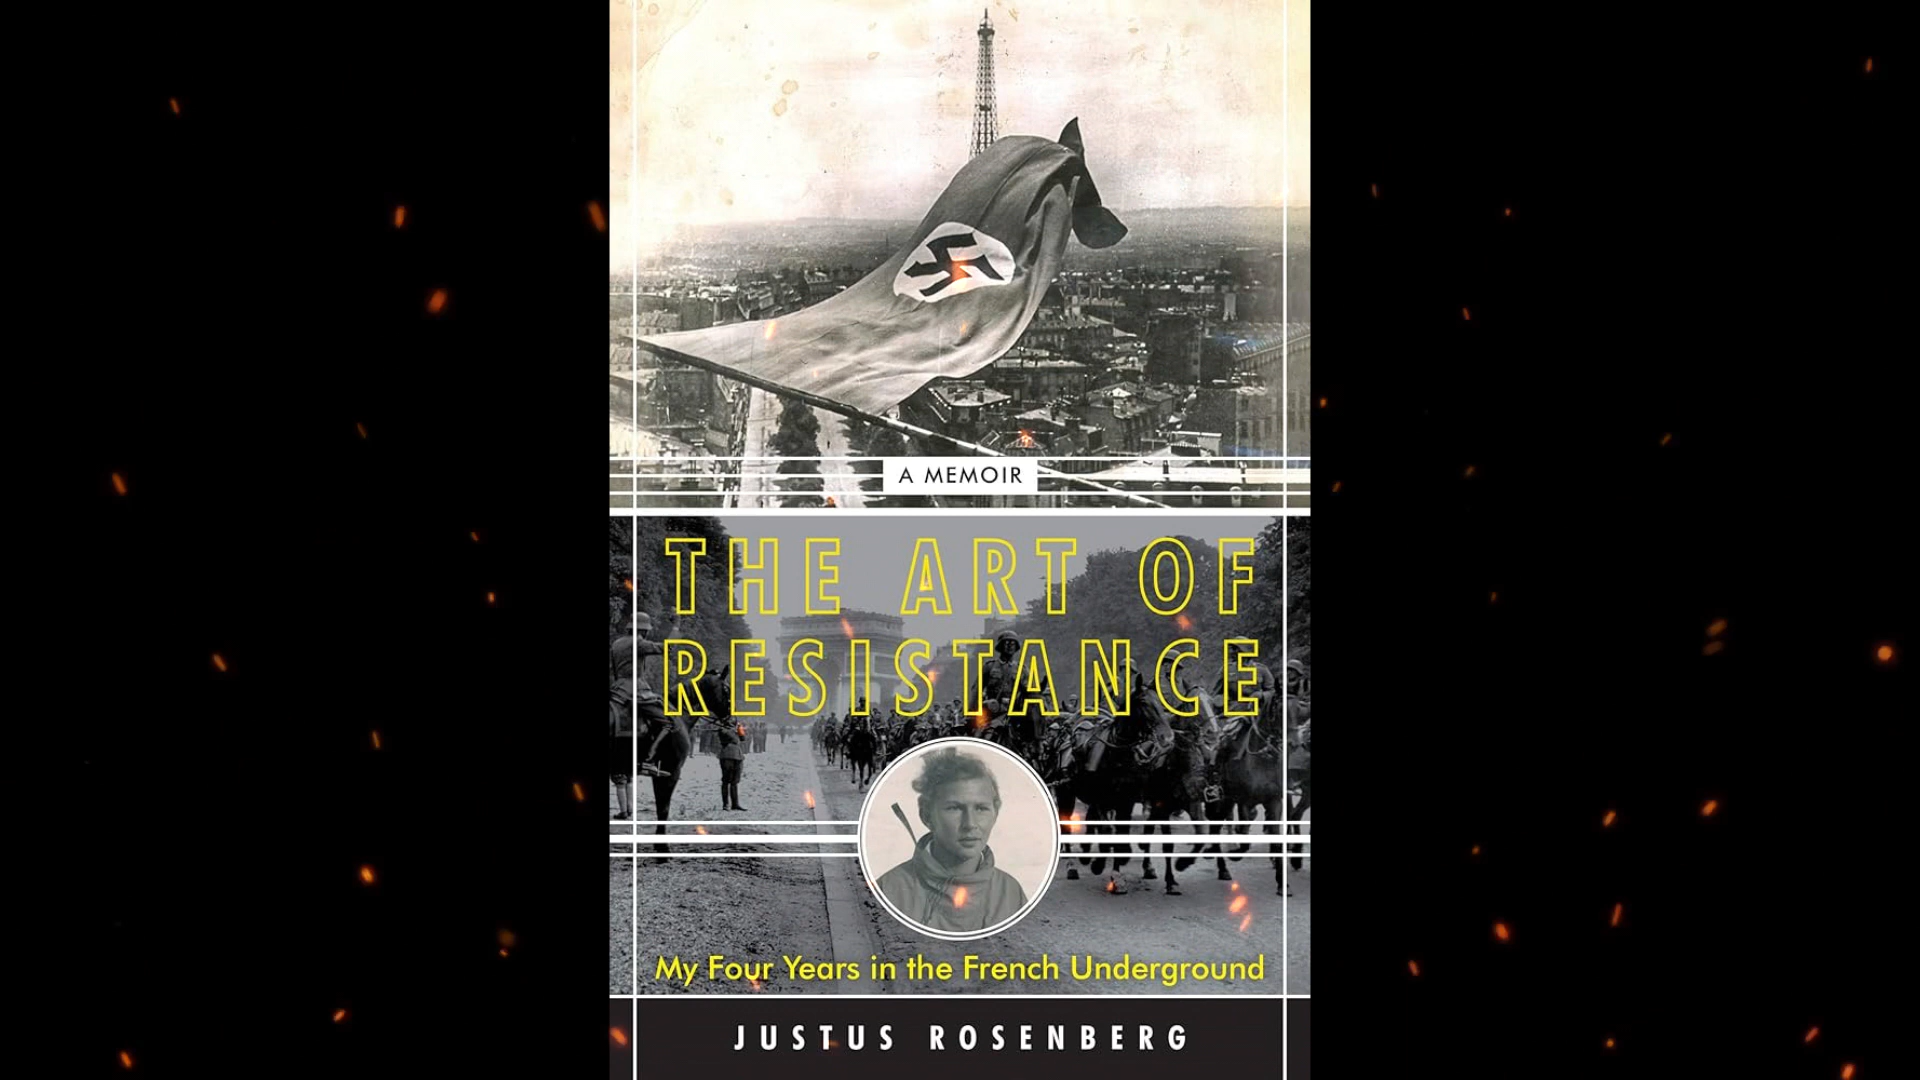 A MEMOIR
THE ART OF
RESISTANCE
My Four Years in the French Underground
JUSTUS ROSENBERG